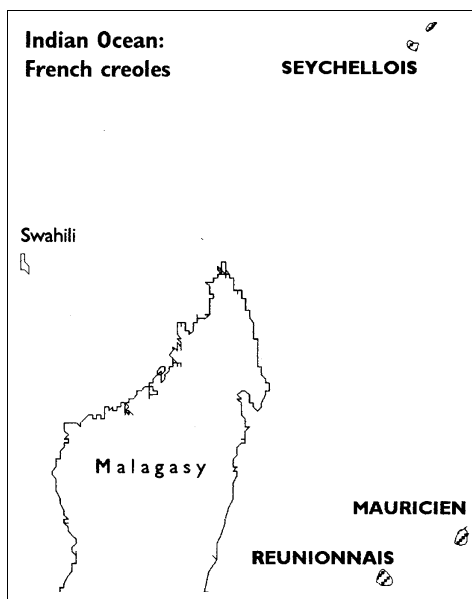 Indian Ocean:
French creoles
SEYCHELLOIS
Swahili
Malagasy
MAURICIEN
REUNIONNAIS